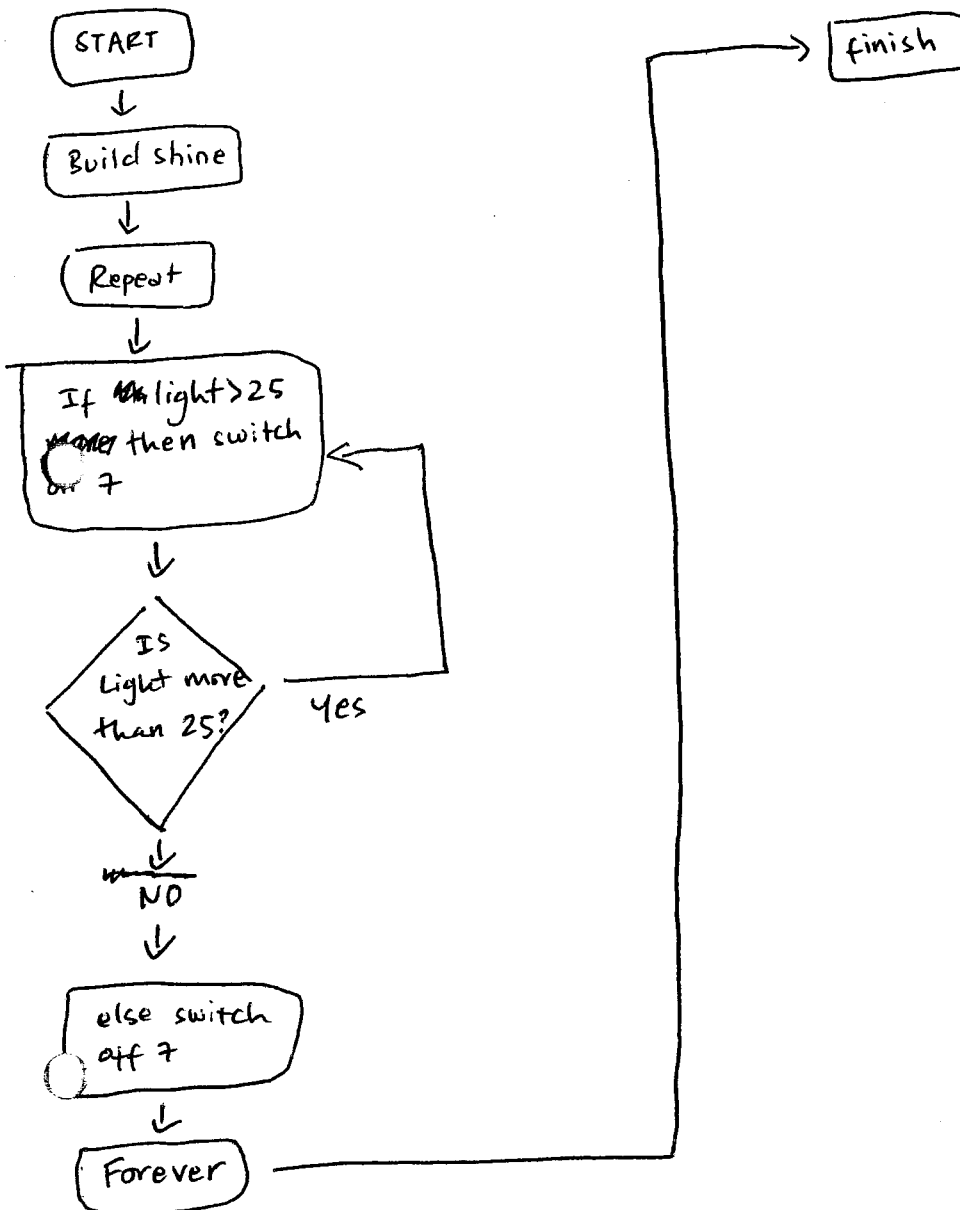 START
Build shine
Repeat
If light>25
then switch
on 7
Is
Light more
than 25?
Yes
NO
else switch
off 7
Forever
finish